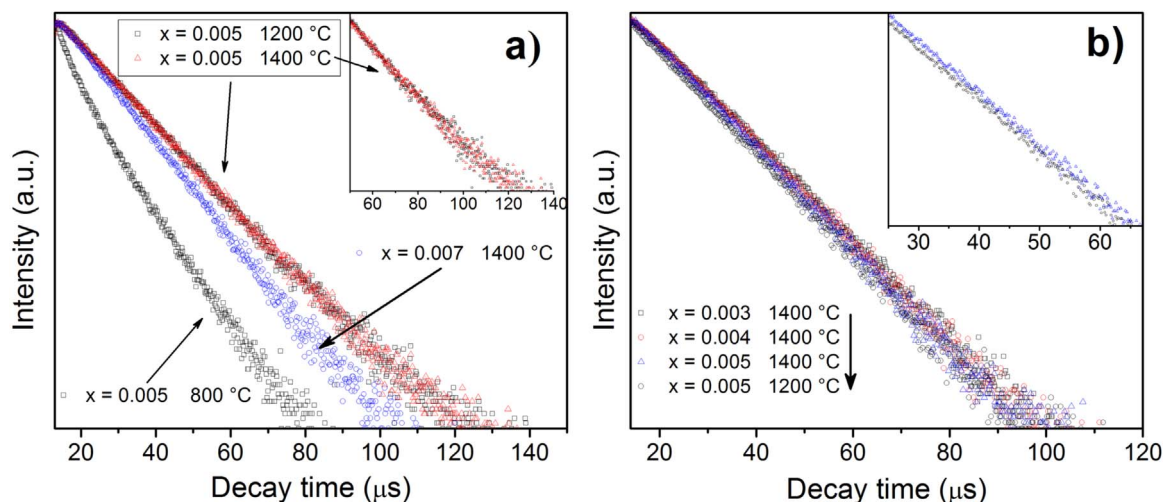 a)
x = 0.005 1200 °C
x = 0.005 1400 °C
60 80 100 120 140
x = 0.007 1400 °C
x = 0.005 800 °C
Intensity (a.u.)
20 40 60 80 100 120 140
Decay time (μs)
b)
30 40 50 60
x = 0.003 1400 °C
x = 0.004 1400 °C
x = 0.005 1400 °C
x = 0.005 1200 °C
Intensity (a.u.)
20 40 60 80 100 120
Decay time (μs)